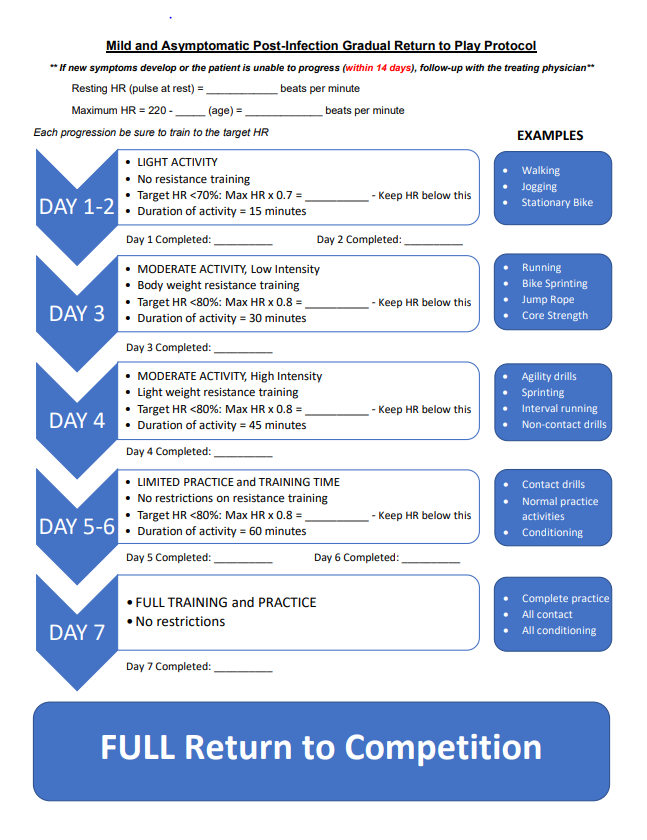 Mild and Asymptomatic Post-Infection Gradual Return to Play Protocol
** If new symptoms develop or the patient is unable to progress (within 14 days), follow-up with the treating physician**
Resting HR (pulse at rest) = ____________ beats per minute
Maximum HR = 220 - _____ (age) = _____________ beats per minute
Each progression be sure to train to the target HR
EXAMPLES
DAY 1-2
• LIGHT ACTIVITY
• No resistance training
• Target HR <70%: Max HR x 0.7 = ___________ - Keep HR below this
• Duration of activity = 15 minutes
• Walking
• Jogging
• Stationary Bike
Day 1 Completed: __________ Day 2 Completed: __________
DAY 3
• MODERATE ACTIVITY, Low Intensity
• Body weight resistance training
• Target HR <80%: Max HR x 0.8 = ___________ - Keep HR below this
• Duration of activity = 30 minutes
• Running
• Bike Sprinting
• Jump Rope
• Core Strength
Day 3 Completed: __________
DAY 4
• MODERATE ACTIVITY, High Intensity
• Light weight resistance training
• Target HR <80%: Max HR x 0.8 = ___________ - Keep HR below this
• Duration of activity = 45 minutes
• Agility drills
• Sprinting
• Interval running
• Non-contact drills
Day 4 Completed: __________
DAY 5-6
• LIMITED PRACTICE and TRAINING TIME
• No restrictions on resistance training
• Target HR <80%: Max HR x 0.8 = ___________ - Keep HR below this
• Duration of activity = 60 minutes
• Contact drills
• Normal practice
activities
• Conditioning
Day 5 Completed: __________ Day 6 Completed: __________
DAY 7
• FULL TRAINING and PRACTICE
• No restrictions
• Complete practice
• All contact
• All conditioning
Day 7 Completed: __________
FULL Return to Competition